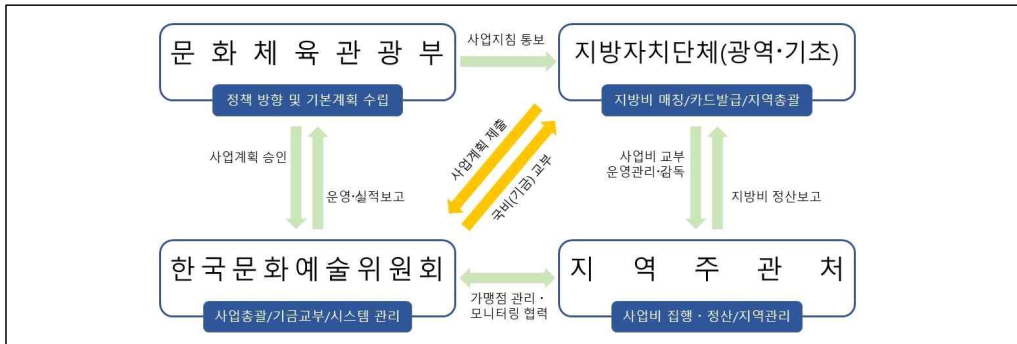 문화체육관광부
정책 방향 및 기본계획 수립
사업지침 통보
지방자치단체(광역·기초)
지방비 매칭/카드발급/지역총괄
사업계획 승인
운영·실적보고
사업계획 제출
국비(기금) 교부
사업비 교부
운영관리·감독
지방비 정산보고
한국문화예술위원회
사업총괄/기금교부/시스템 관리
가맹점 관리·
모니터링 협력
지역주관처
사업비 집행·정산/지역관리